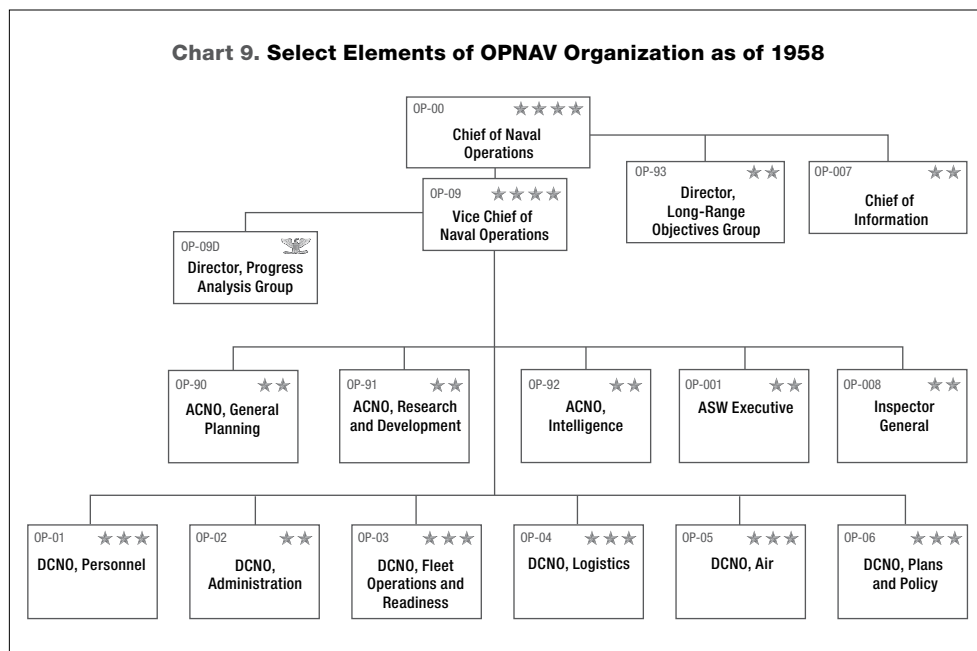 Chart 9. Select Elements of OPNAV Organization as of 1958
OP-00
Chief of Naval
Operations
OP-09
Vice Chief of
Naval Operations
OP-93
Director,
Long-Range
Objectives Group
OP-007
Chief of
Information
OP-09D
Director, Progress
Analysis Group
OP-90
ACNO, General
Planning
OP-91
ACNO, Research
and Development
OP-92
ACNO,
Intelligence
OP-001
ASW Executive
OP-008
Inspector
General
OP-01
DCNO, Personnel
OP-02
DCNO,
Administration
OP-03
DCNO, Fleet
Operations and
Readiness
OP-04
DCNO, Logistics
OP-05
DCNO, Air
OP-06
DCNO, Plans
and Policy